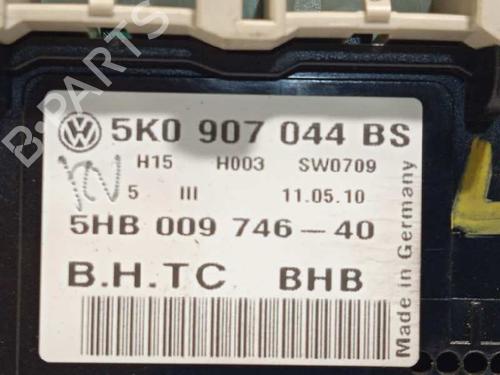 B-PARTS
5K0 907 044 BS
H15 H003 SW0709
5 III 11.05.10
5HB 009 746-40
B.H.TC BHB
Made in Germany